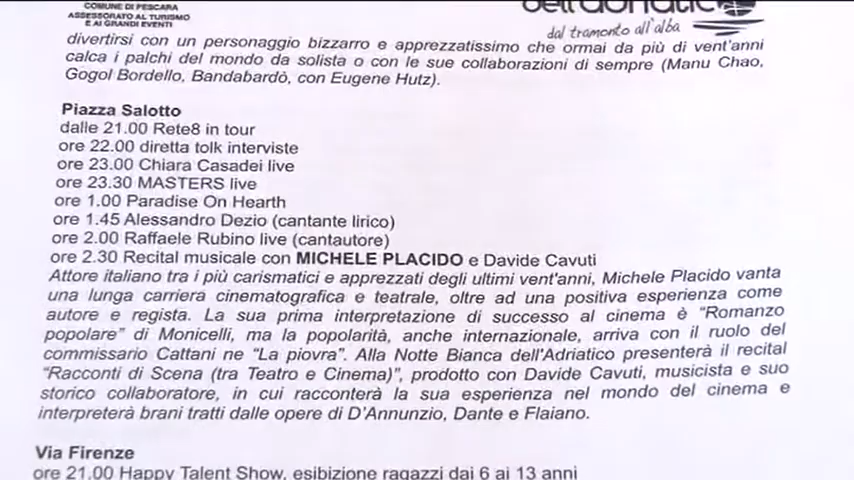 COMUNE DI PESCARA
ASSESSORATO AL TURISMO
E AI GRANDI EVENTI
dell'adriatico
dal tramonto all'alba
divertirsi con un personaggio bizzarro e apprezzatissimo che ormai da più di vent'anni
calca i palchi del mondo da solista o con le sue collaborazioni di sempre (Manu Chao,
Gogol Bordello, Bandabardò, con Eugene Hutz).
Piazza Salotto
dalle 21.00 Rete8 in tour
ore 22.00 diretta tolk interviste
ore 23.00 Chiara Casadei live
ore 23.30 MASTERS live
ore 1.00 Paradise On Hearth
ore 1.45 Alessandro Dezio (cantante lirico)
ore 2.00 Raffaele Rubino live (cantautore)
ore 2.30 Recital musicale con MICHELE PLACIDO e Davide Cavuti
Attore italiano tra i più carismatici e apprezzati degli ultimi vent'anni, Michele Placido vanta
una lunga carriera cinematografica e teatrale, oltre ad una positiva esperienza come
autore e regista. La sua prima interpretazione di successo al cinema è "Romanzo
popolare" di Monicelli, ma la popolarità, anche internazionale, arriva con il ruolo del
commissario Cattani ne "La piovra". Alla Notte Bianca dell'Adriatico presenterà il recital
"Racconti di Scena (tra Teatro e Cinema)", prodotto con Davide Cavuti, musicista e suo
storico collaboratore, in cui racconterà la sua esperienza nel mondo del cinema e
interpreterà brani tratti dalle opere di D'Annunzio, Dante e Flaiano.
Via Firenze
ore 21.00 Happy Talent Show, esibizione ragazzi dai 6 ai 13 anni